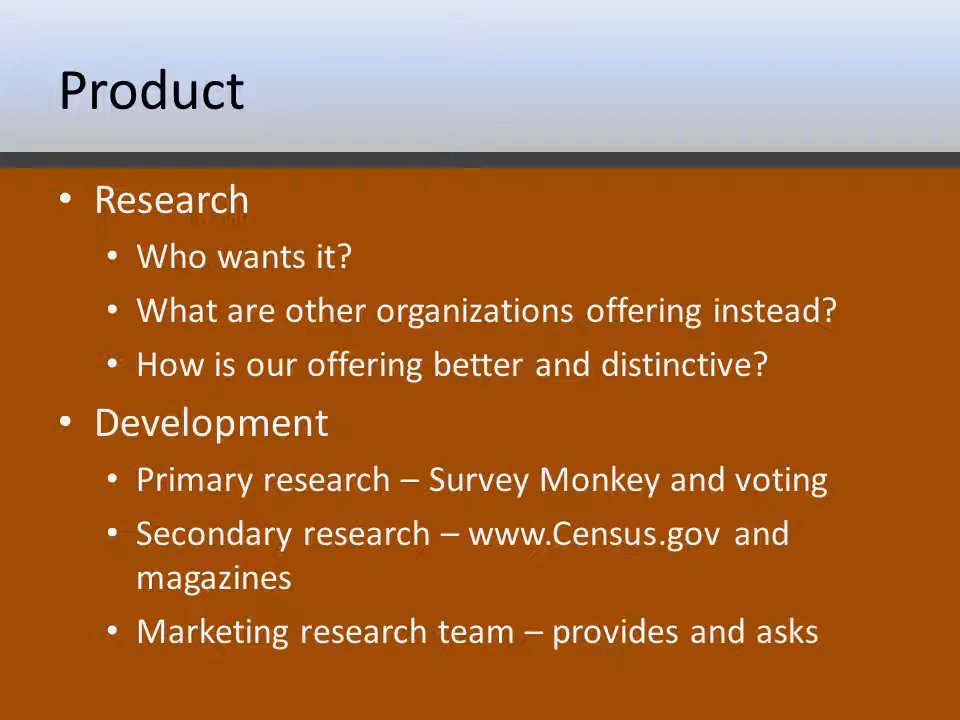 Product
• Research
• Who wants it?
• What are other organizations offering instead?
• How is our offering better and distinctive?
• Development
• Primary research – Survey Monkey and voting
• Secondary research – www.Census.gov and
magazines
• Marketing research team – provides and asks